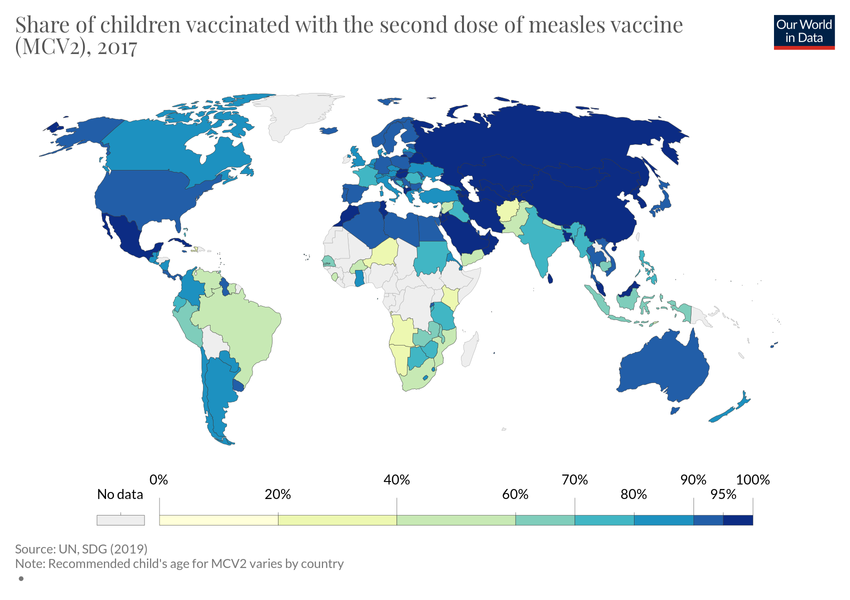 Share of children vaccinated with the second dose of measles vaccine
(MCV2), 2017
Our World
in Data
No data
0%
20%
40%
60%
70%
80%
90%
95%
100%
Source: UN, SDG (2019)
Note: Recommended child's age for MCV2 varies by country